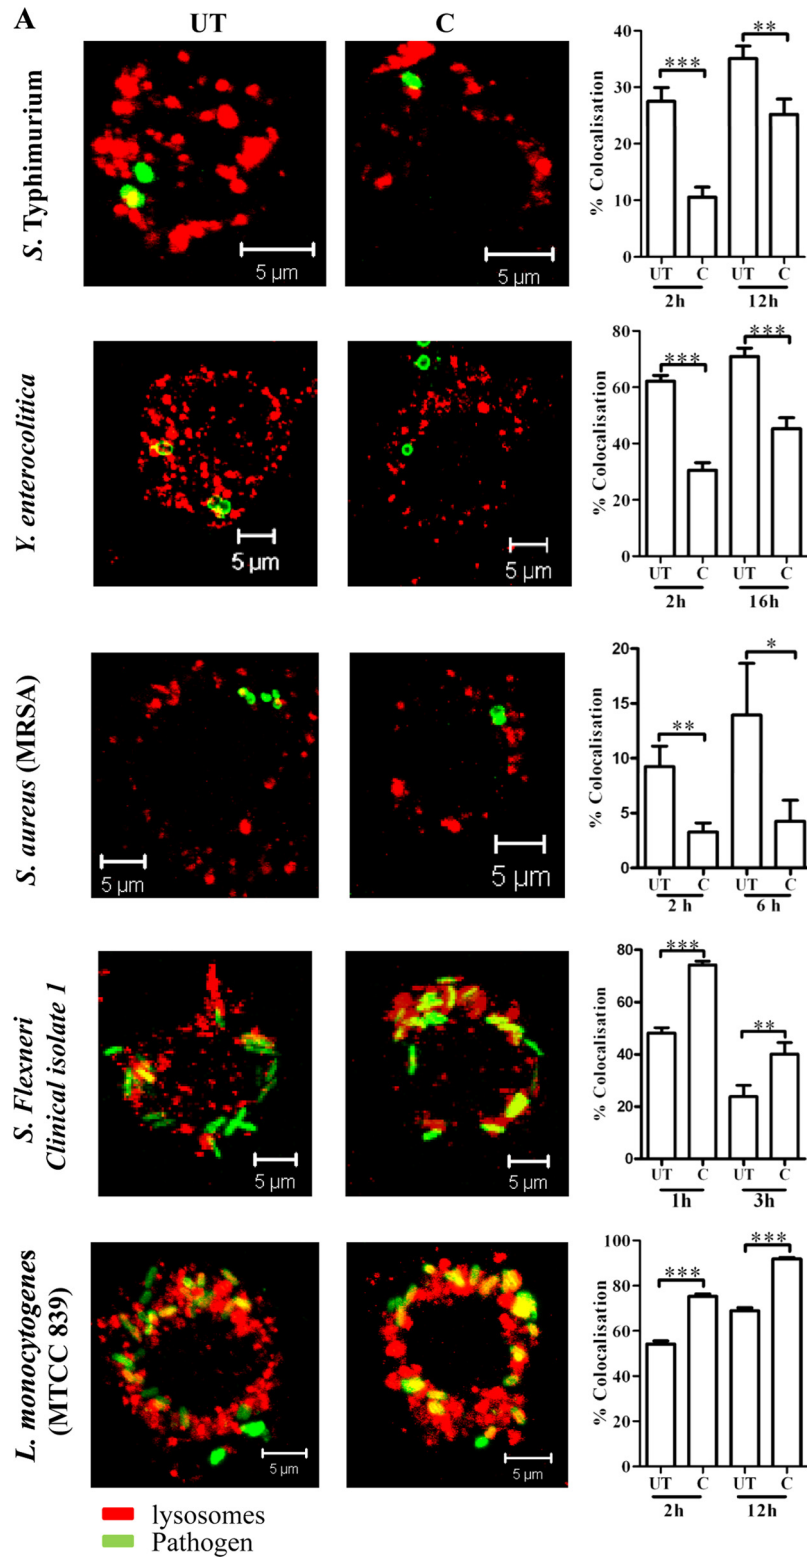 A
UT
C
S. Typhimurium
5 µm
5 µm
% Colocalisation
40
30
20
10
0
***
**
UT
C
UT
C
2h
12h
Y. enterocolitica
5 µm
5 µm
% Colocalisation
80
60
40
20
0
***
***
UT
C
UT
C
2h
16h
S. aureus (MRSA)
5 µm
5 µm
% Colocalisation
20
15
10
5
0
**
*
UT
C
UT
C
2 h
6 h
S. Flexneri
Clinical isolate 1
5 µm
5 µm
% Colocalisation
80
60
40
20
0
***
**
UT
C
UT
C
1h
3h
L. monocytogenes
(MTCC 839)
5 µm
5 µm
% Colocalisation
100
80
60
40
20
0
***
***
UT
C
UT
C
2h
12h
lysosomes
Pathogen